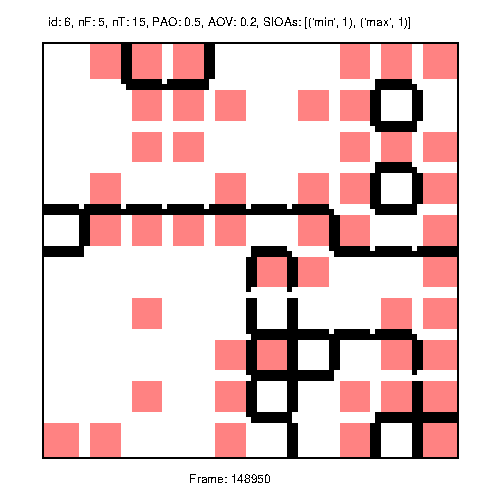 id: 6, nF: 5, nT: 15, PAO: 0.5, AOV: 0.2, SIOAs: [('min', 1), ('max', 1)]
Frame: 148950